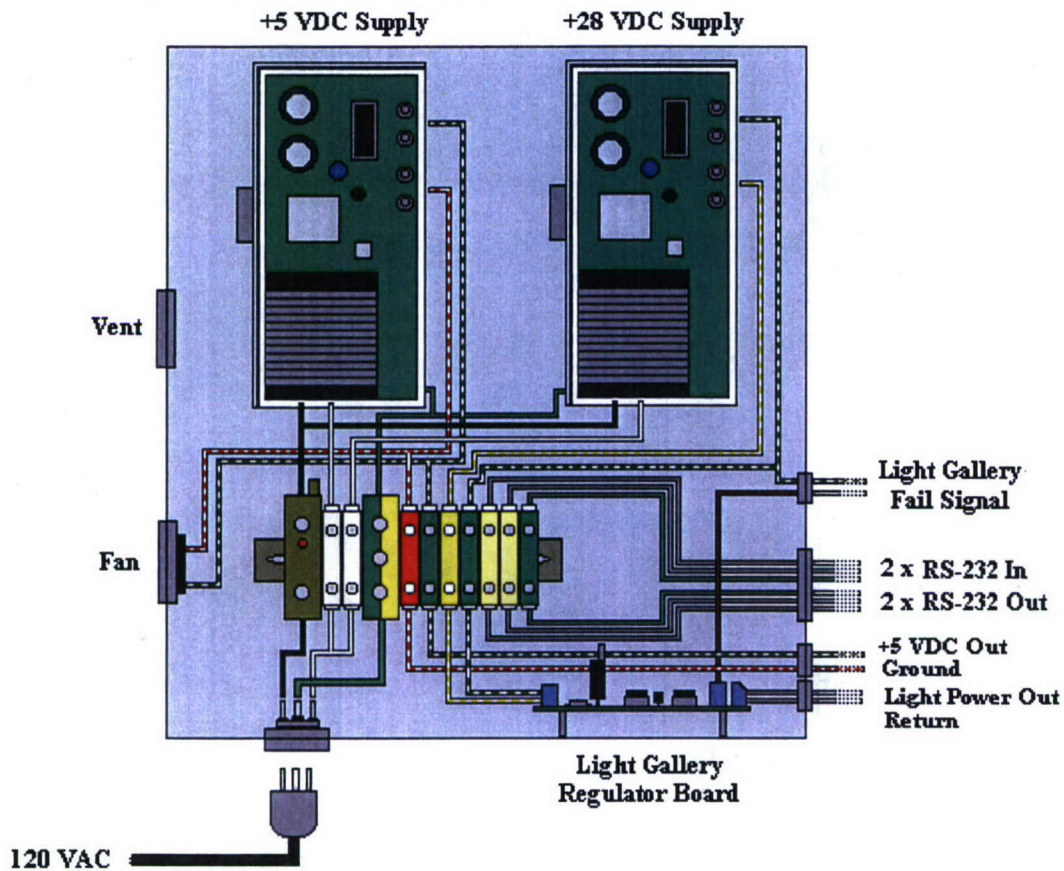 +5 VDC Supply
+28 VDC Supply
Vent
Light Gallery
Fail Signal
Fan
2 x RS-232 In
2 x RS-232 Out
+5 VDC Out
Ground
Light Power Out
Return
Light Gallery
Regulator Board
120 VAC